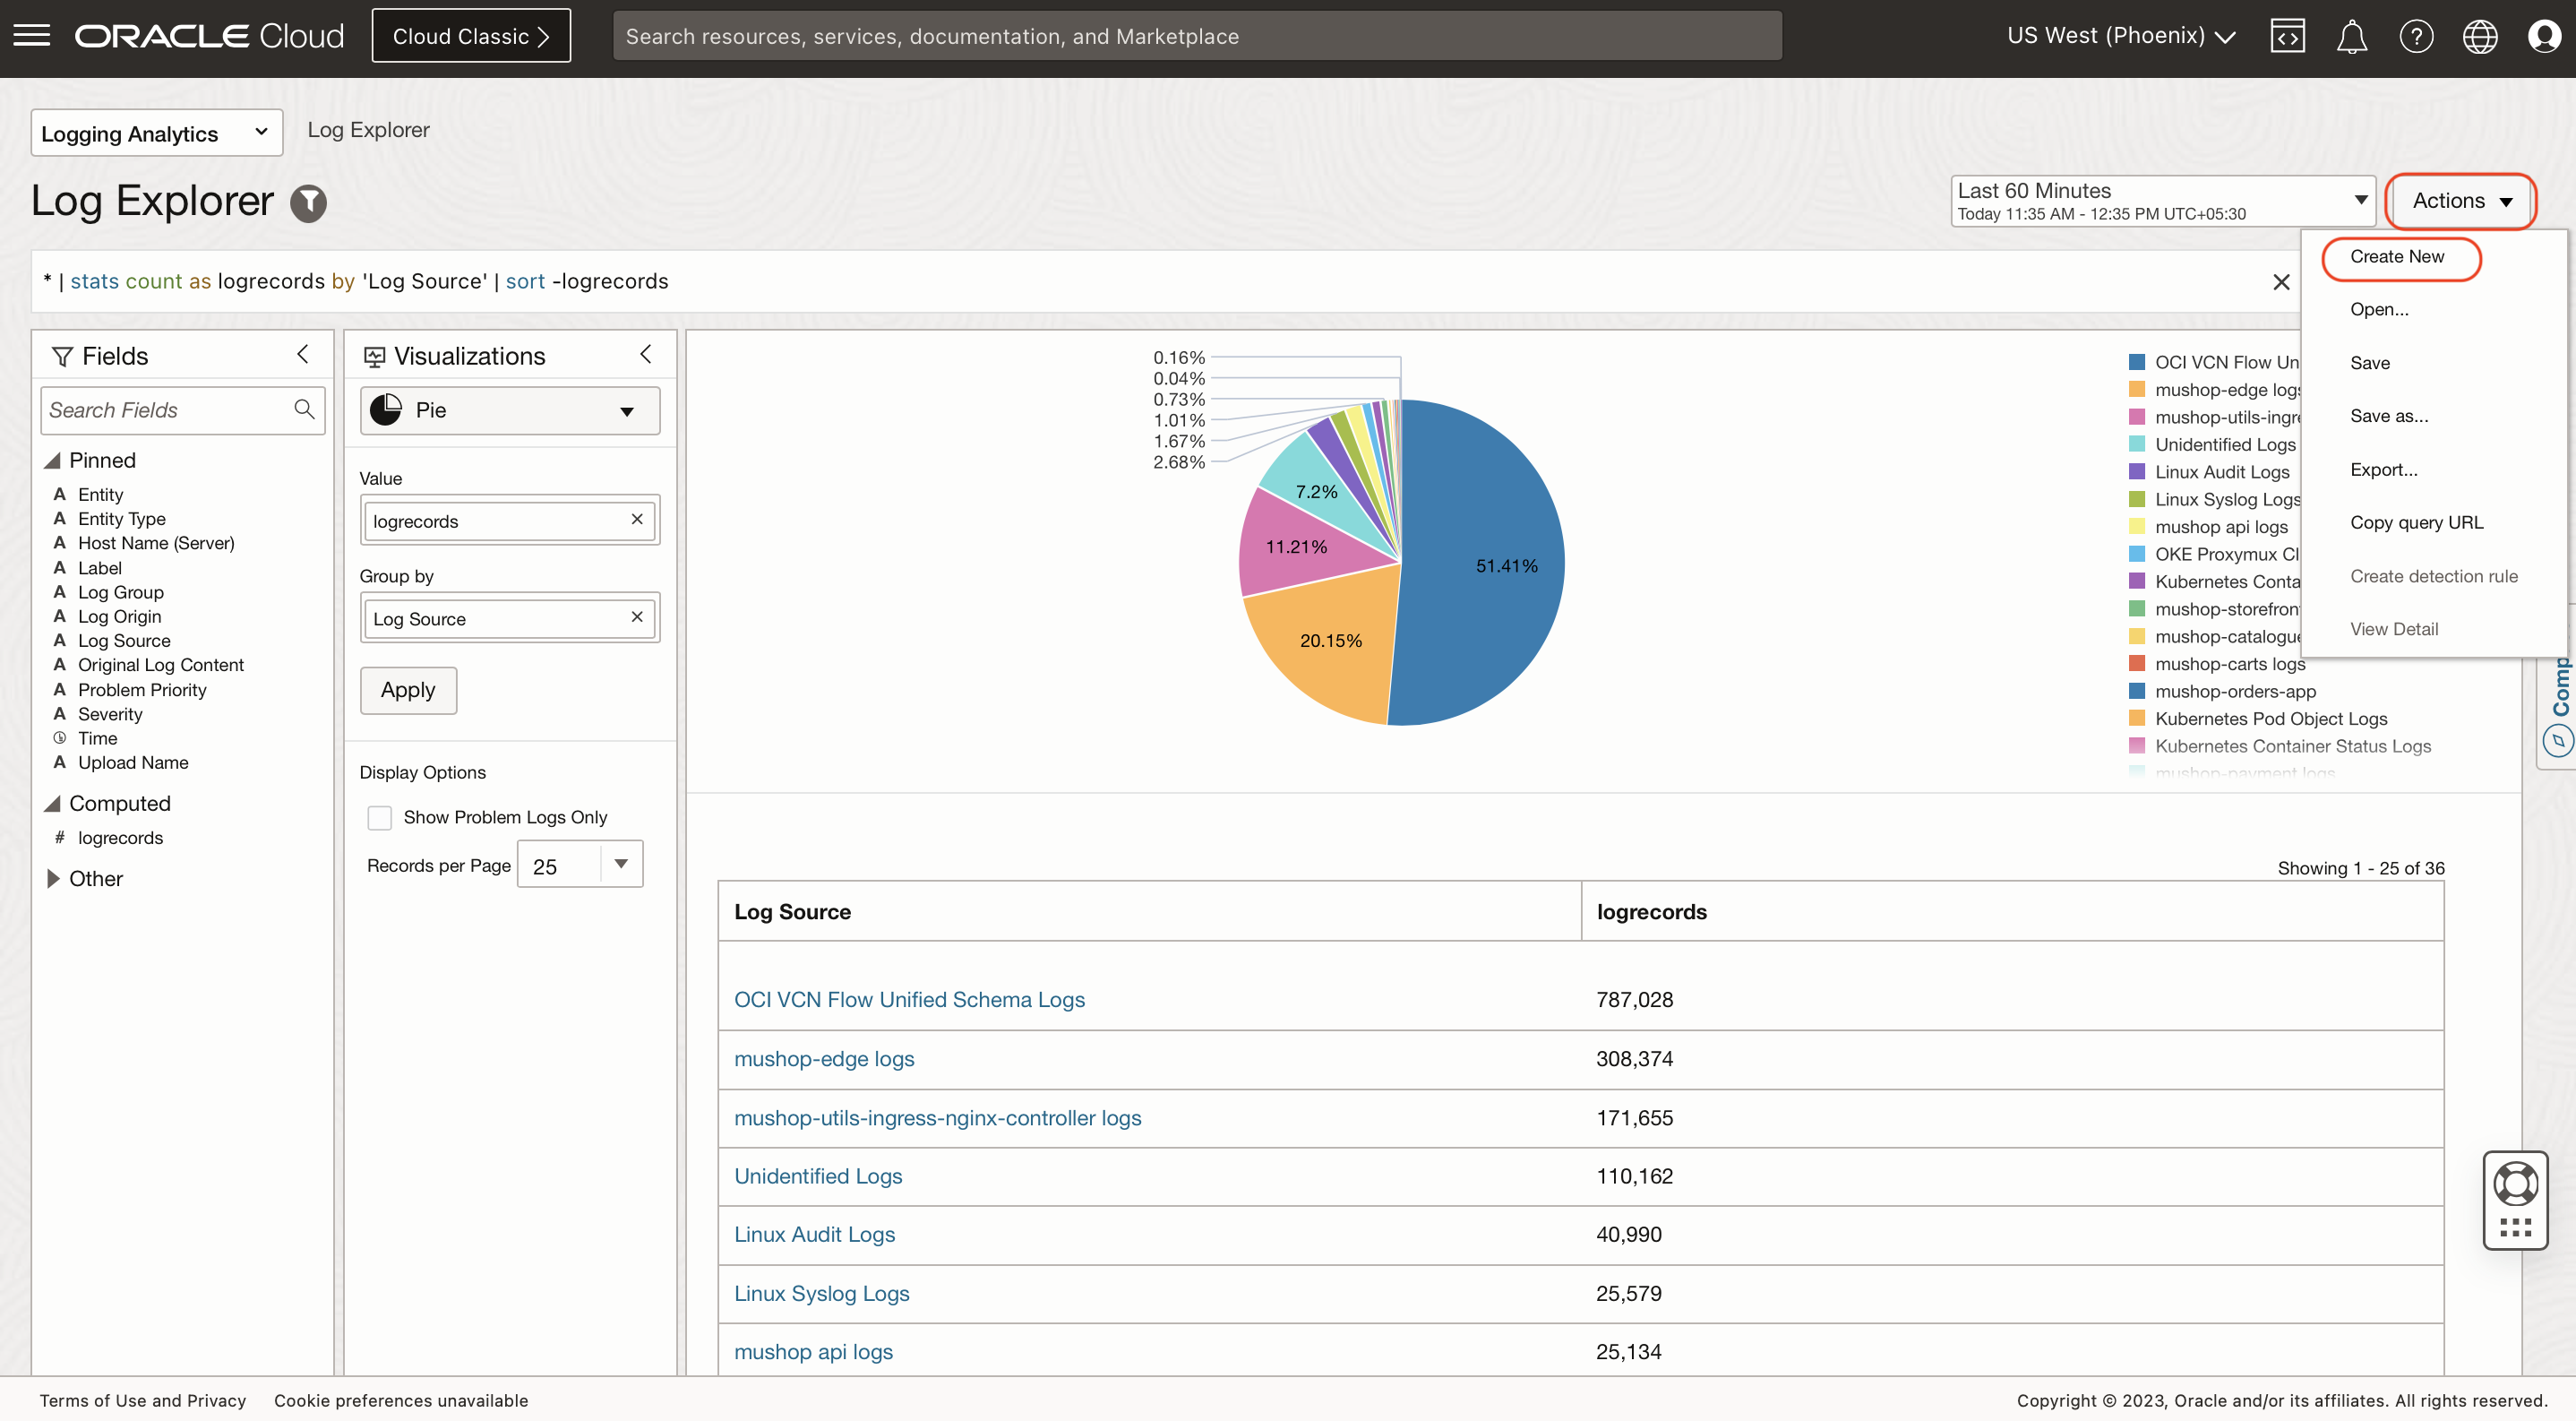 ORACLE Cloud
Cloud Classic
Search resources, services, documentation, and Marketplace
US West (Phoenix)
Logging Analytics
Log Explorer
Log Explorer
Last 60 Minutes
Today 11:35 AM - 12:35 PM UTC+05:30
Actions
* | stats count as logrecords by 'Log Source' | sort -logrecords
Create New
Open...
Save
Save as...
Export...
Copy query URL
Create detection rule
View Detail
Fields
Search Fields
Pinned
A Entity
A Entity Type
A Host Name (Server)
A Label
A Log Group
A Log Origin
A Log Source
A Original Log Content
A Problem Priority
A Severity
Time
A Upload Name
Computed
# logrecords
Other
Visualizations
Pie
Value
logrecords
Group by
Log Source
Apply
Display Options
Show Problem Logs Only
Records per Page 25
0.16%
0.04%
0.73%
1.01%
1.67%
2.68%
7.2%
11.21%
20.15%
51.41%
OCI VCN Flow Un
mushop-edge logs
mushop-utils-ingre
Unidentified Logs
Linux Audit Logs
Linux Syslog Logs
mushop api logs
OKE Proxymux Cl
Kubernetes Conta
mushop-storefron
mushop-catalogue
mushop-carts logs
mushop-orders-app
Kubernetes Pod Object Logs
Kubernetes Container Status Logs
mushop-payment logs
Comp
Showing 1 - 25 of 36
Log Source logrecords
OCI VCN Flow Unified Schema Logs 787,028
mushop-edge logs 308,374
mushop-utils-ingress-nginx-controller logs 171,655
Unidentified Logs 110,162
Linux Audit Logs 40,990
Linux Syslog Logs 25,579
mushop api logs 25,134
Terms of Use and Privacy Cookie preferences unavailable
Copyright © 2023, Oracle and/or its affiliates. All rights reserved.